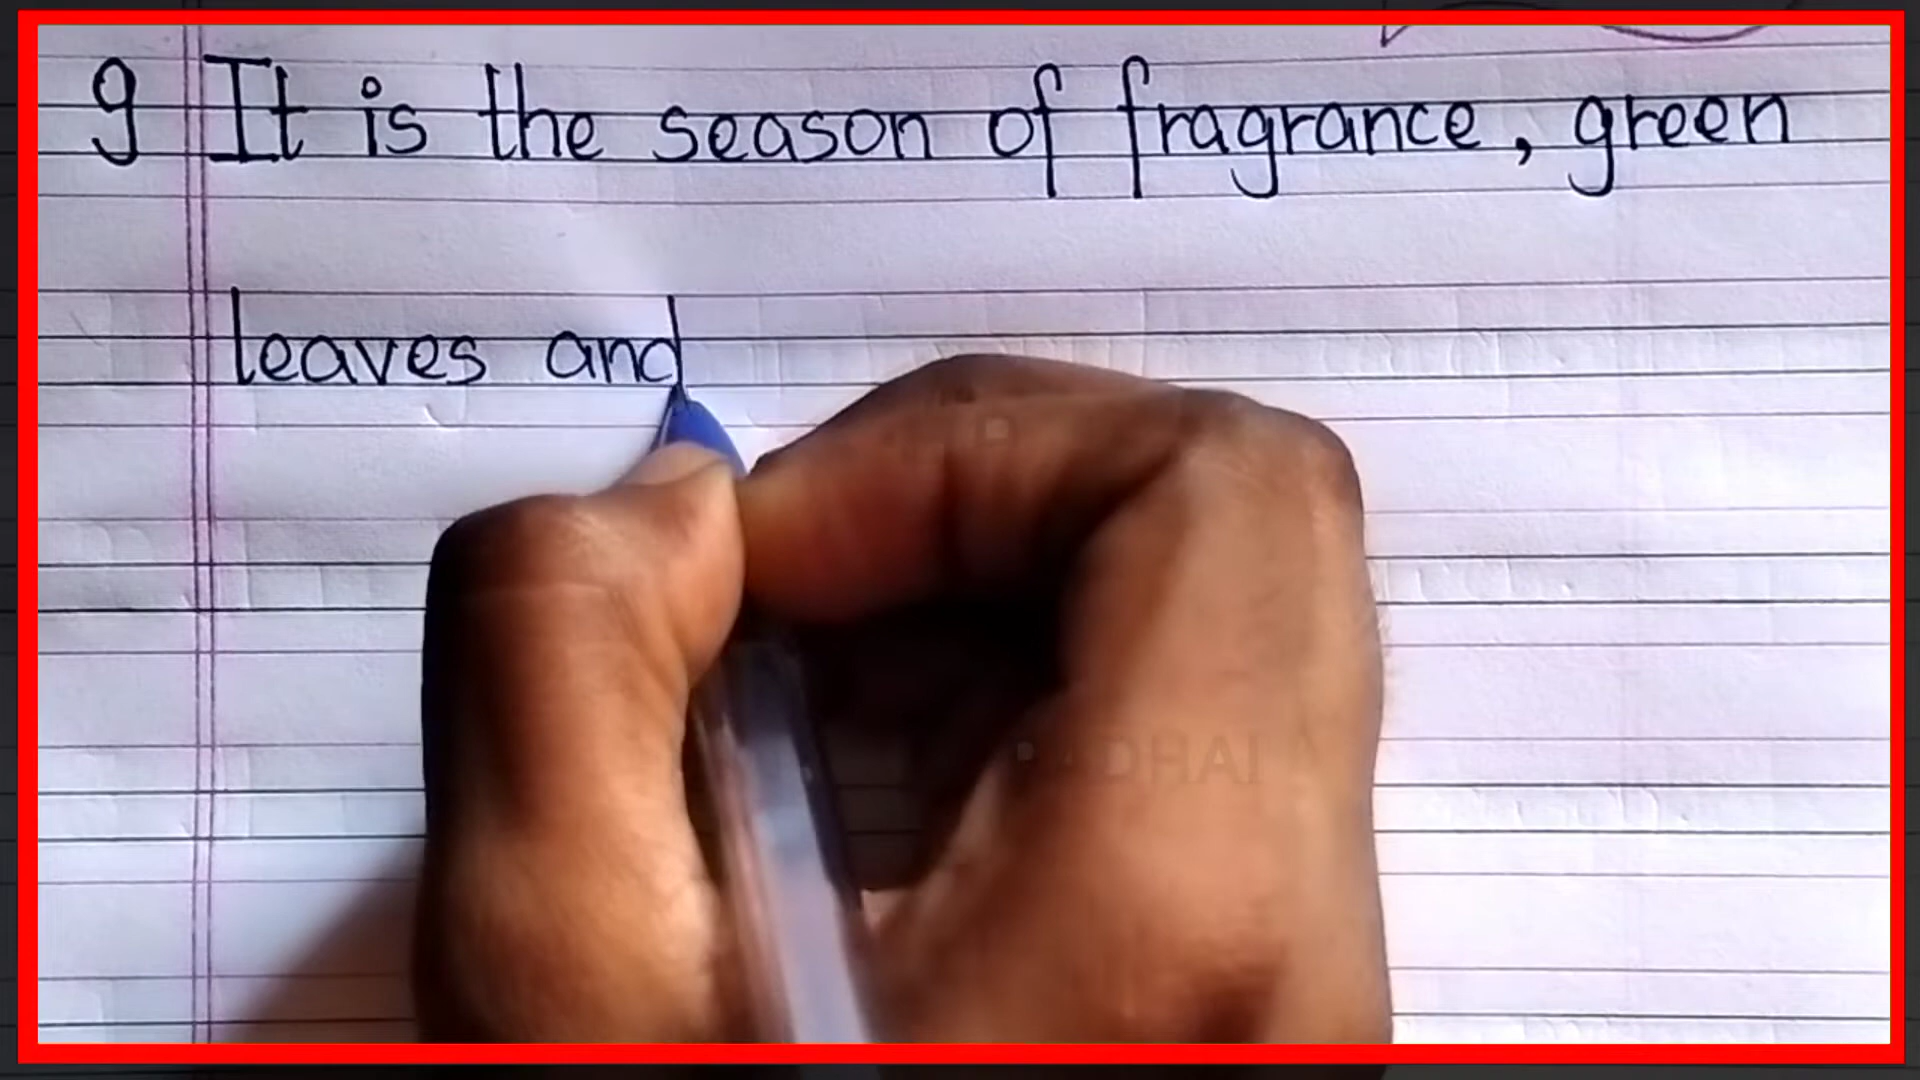 9 It is the season of fragrance, green
leaves and